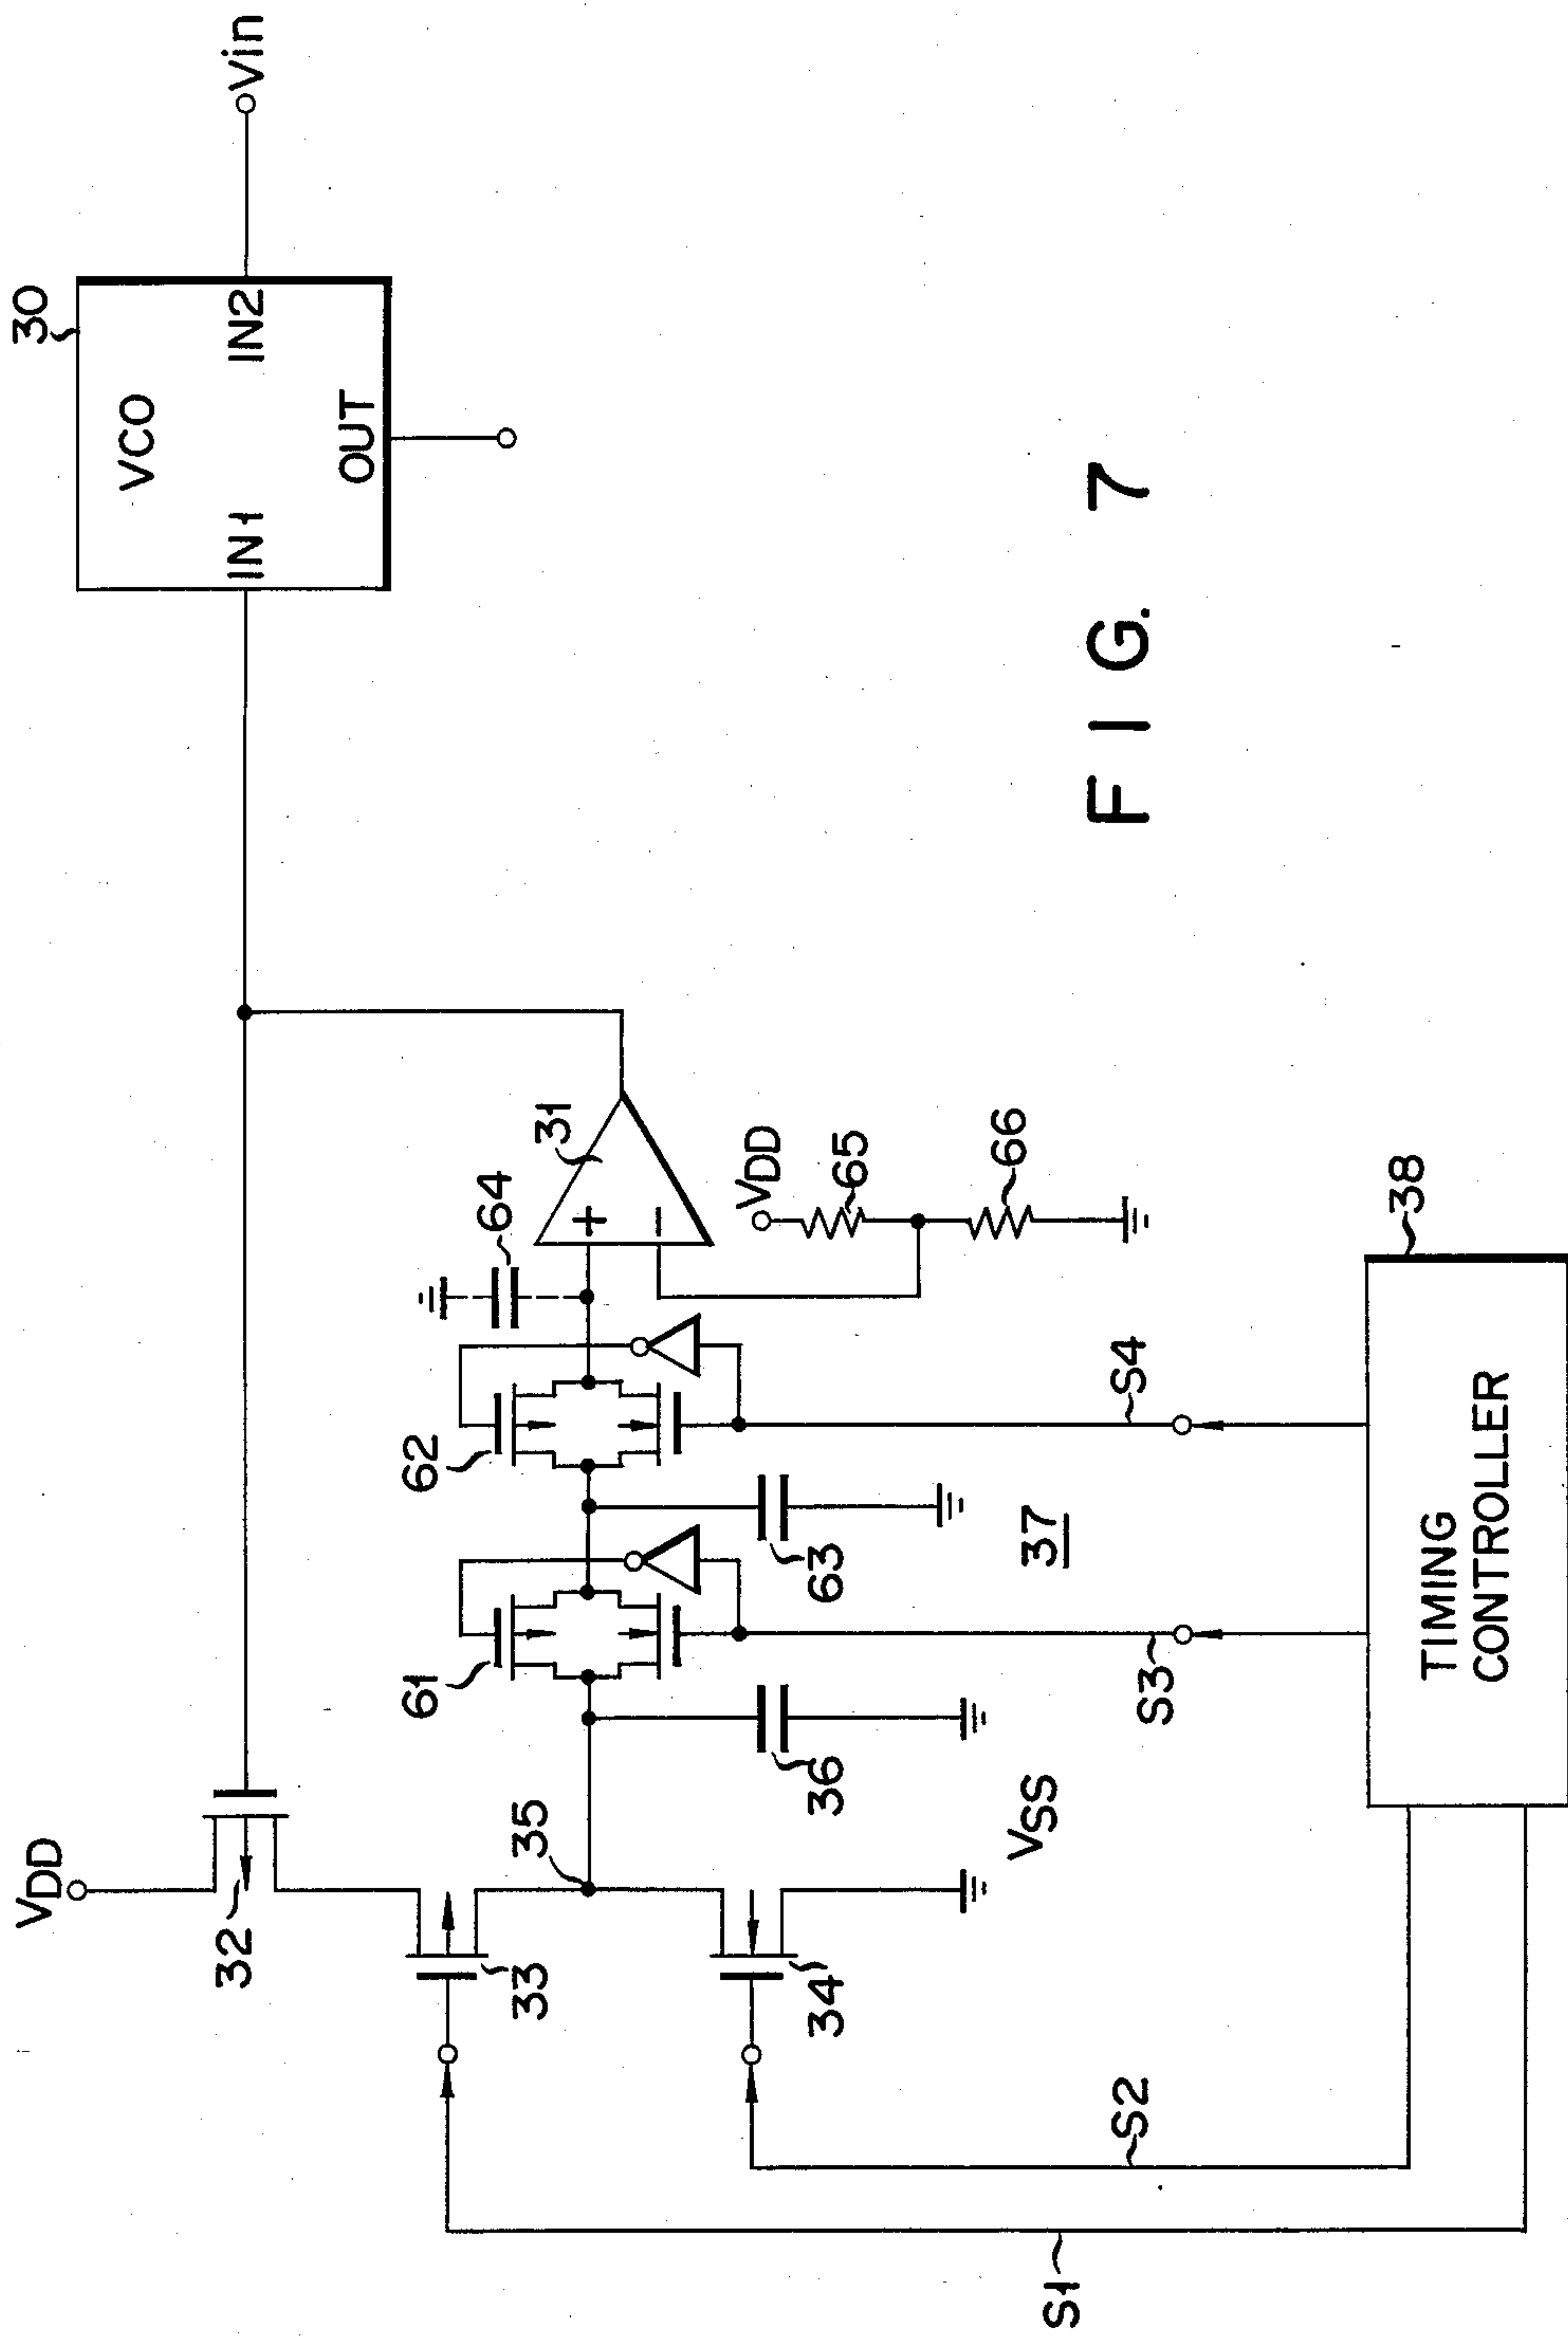 30
VCO
IN1
IN2
OUT
Vin
VDD
32
33
35
34
36
VSS
61
62
63
64
31
+
−
VDD
65
66
37
S1
S2
S3
S4
38
TIMING
CONTROLLER
FIG. 7